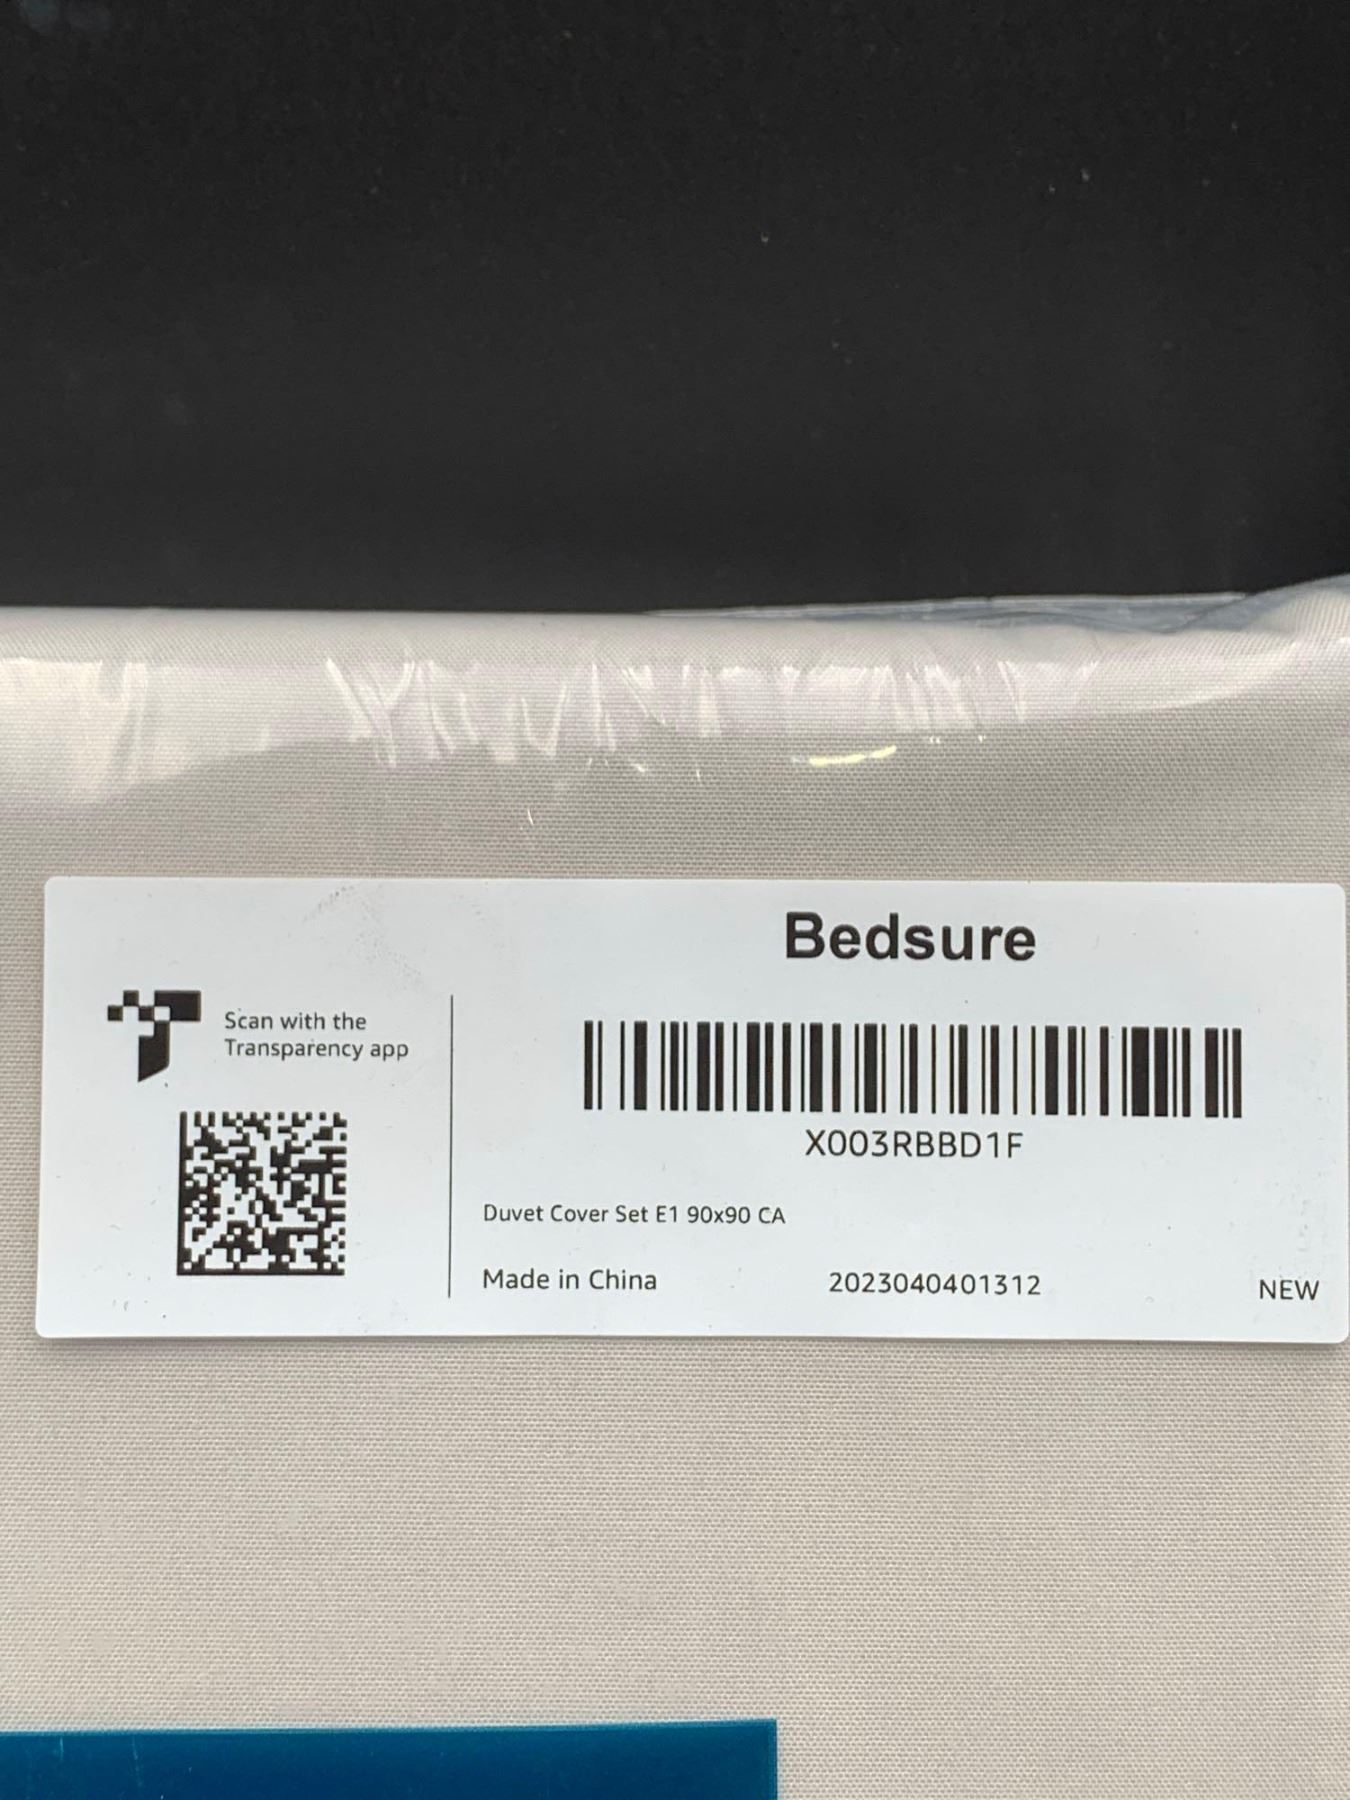 Bedsure
Scan with the
Transparency app
X003RBBD1F
Duvet Cover Set E1 90x90 CA
Made in China
2023040401312
NEW